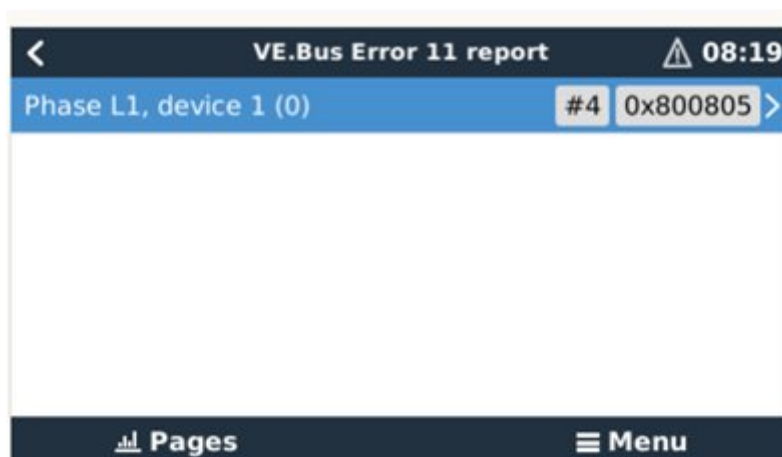 VE.Bus Error 11 report 08:19
Phase L1, device 1 (0) #4 0x800805
Pages Menu